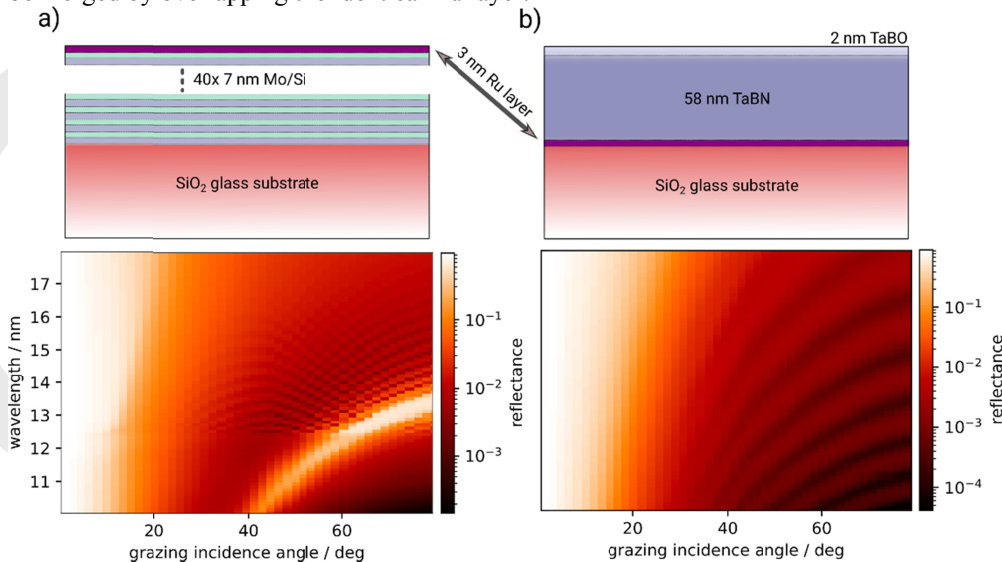 a)
b)
2 nm TaBO
40x 7 nm Mo/Si
3 nm Ru layer
58 nm TaBN
SiO₂ glass substrate
SiO₂ glass substrate
wavelength / nm
17
16
15
14
13
12
11
20
40
60
grazing incidence angle / deg
10⁻¹
10⁻²
10⁻³
reflectance
20
40
60
grazing incidence angle / deg
10⁻¹
10⁻²
10⁻³
10⁻⁴
reflectance